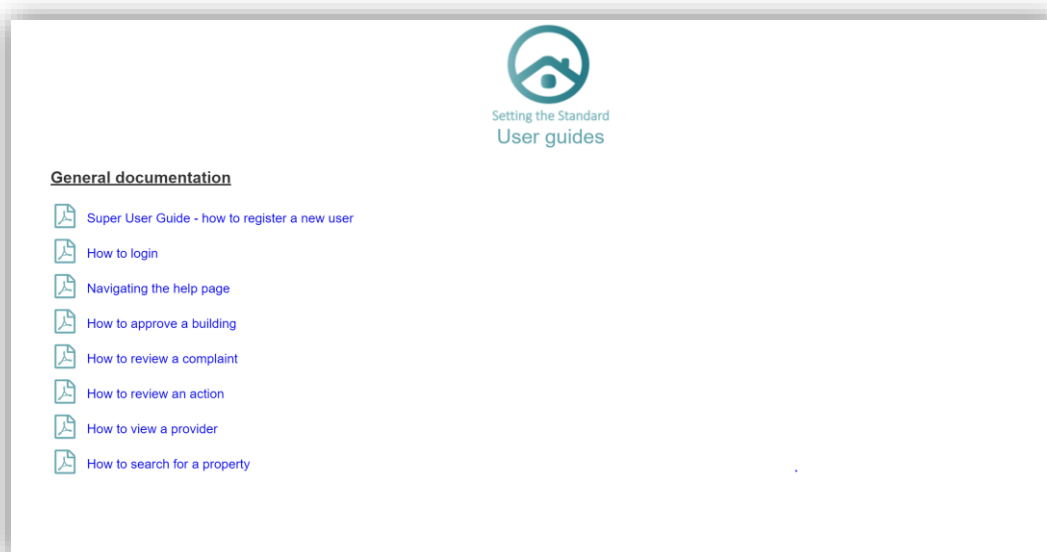 Setting the Standard
User guides
General documentation
Super User Guide - how to register a new user
How to login
Navigating the help page
How to approve a building
How to review a complaint
How to review an action
How to view a provider
How to search for a property